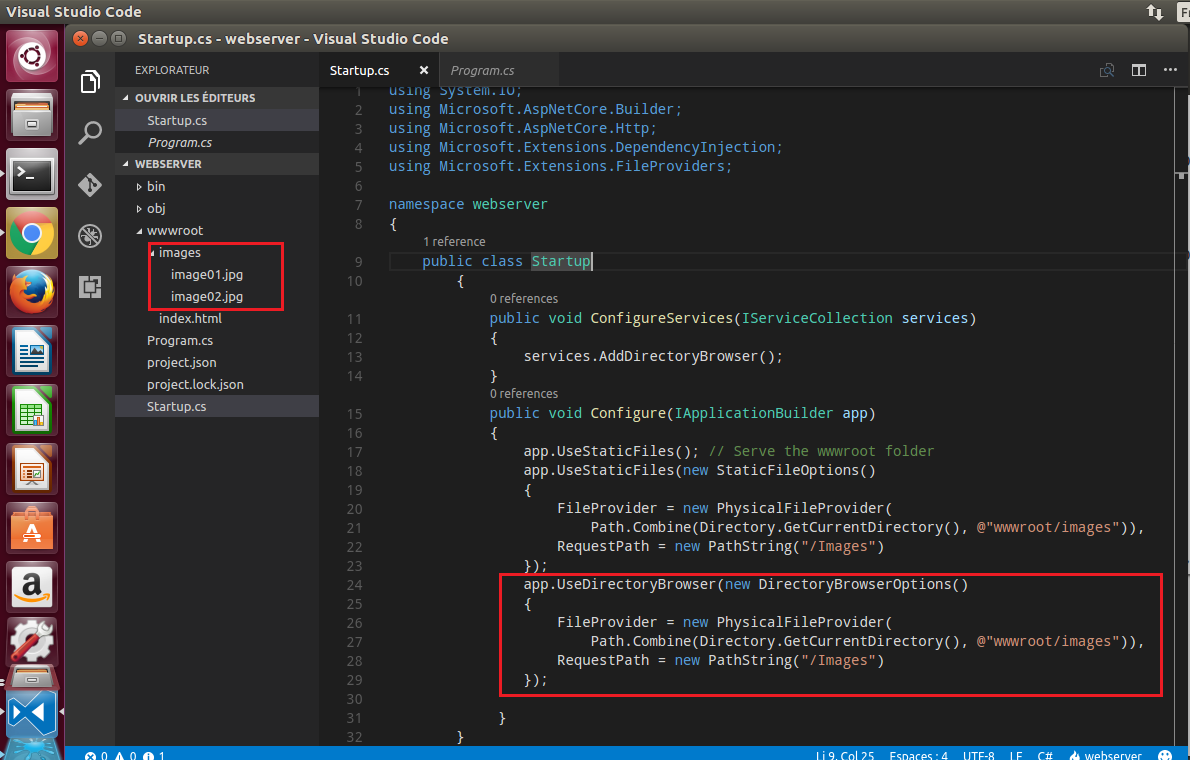 Visual Studio Code
Startup.cs - webserver - Visual Studio Code
EXPLORATEUR
OUVRIR LES ÉDITEURS
Startup.cs
Program.cs
WEBSERVER
bin
obj
wwwroot
images
image01.jpg
image02.jpg
index.html
Program.cs
project.json
project.lock.json
Startup.cs
Startup.cs × Program.cs
1 using System.IO;
2 using Microsoft.AspNetCore.Builder;
3 using Microsoft.AspNetCore.Http;
4 using Microsoft.Extensions.DependencyInjection;
5 using Microsoft.Extensions.FileProviders;
6
7 namespace webserver
8 {
1 reference
9 public class Startup
10 {
0 references
11 public void ConfigureServices(IServiceCollection services)
12 {
13 services.AddDirectoryBrowser();
14 }
0 references
15 public void Configure(IApplicationBuilder app)
16 {
17 app.UseStaticFiles(); // Serve the wwwroot folder
18 app.UseStaticFiles(new StaticFileOptions()
19 {
20 FileProvider = new PhysicalFileProvider(
21 Path.Combine(Directory.GetCurrentDirectory(), @"wwwroot/images")),
22 RequestPath = new PathString("/Images")
23 });
24 app.UseDirectoryBrowser(new DirectoryBrowserOptions()
25 {
26 FileProvider = new PhysicalFileProvider(
27 Path.Combine(Directory.GetCurrentDirectory(), @"wwwroot/images")),
28 RequestPath = new PathString("/Images")
29 });
30
31 }
32 }
0 0 1 Li 9, Col 25 Espaces : 4 UTF-8 LF C# webserver